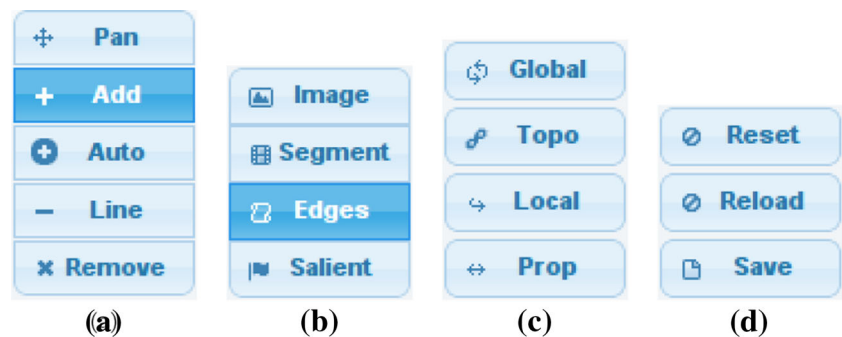 Pan
Add
Auto
Line
Remove
(a)
Image
Segment
Edges
Salient
(b)
Global
Topo
Local
Prop
(c)
Reset
Reload
Save
(d)